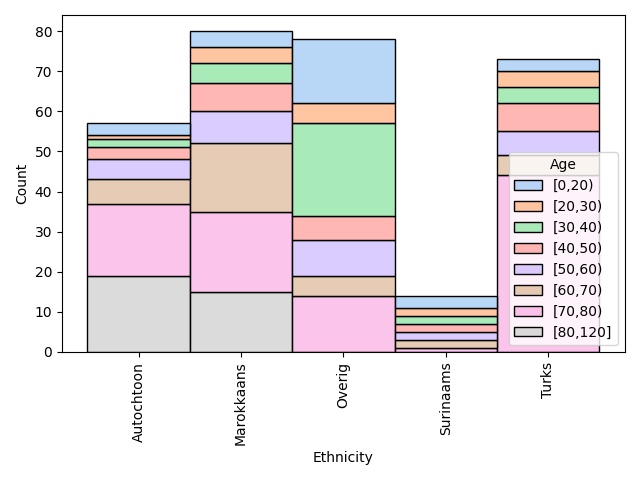 80
70
60
50
40
30
20
10
0
Count
Age
[0,20)
[20,30)
[30,40)
[40,50)
[50,60)
[60,70)
[70,80)
[80,120]
Autochtoon
Marokkaans
Overig
Surinaams
Turks
Ethnicity